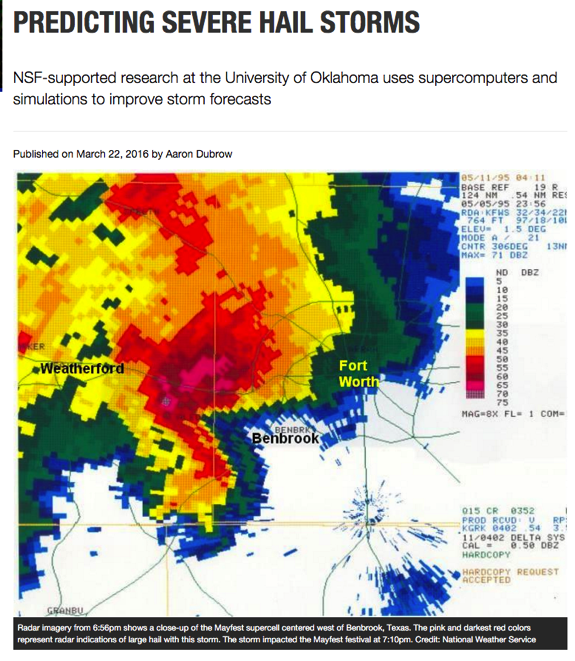 PREDICTING SEVERE HAIL STORMS
NSF-supported research at the University of Oklahoma uses supercomputers and
simulations to improve storm forecasts
Published on March 22, 2016 by Aaron Dubrow
05/11/95 04:11
BASE REF 19 R
124 NM .54 NM RES
05/05/95 23:56
RDA:KFWS 32/34/22N
764 FT 97/18/10W
ELEV= 1.5 DEG
MODE A / 21
CNTR 306DEG 13NM
MAX= 71 DBZ
ND DBZ
5
10
15
20
25
30
35
40
45
50
55
60
65
70
75
MAG=8X FL= 1 COM=
KER
Weatherford
Fort
Worth
BENBRK
Benbrook
GRANBU
Q15 CR 0352
PROD RCVD: V RPS
KGRK 0402 .54 3.
11/0402 DELTA SYS
CAL = 0.50 DBZ
HARDCOPY
HARDCOPY REQUEST
ACCEPTED
Radar imagery from 6:56pm shows a close-up of the Mayfest supercell centered west of Benbrook, Texas. The pink and darkest red colors
represent radar indications of large hail with this storm. The storm impacted the Mayfest festival at 7:10pm. Credit: National Weather Service